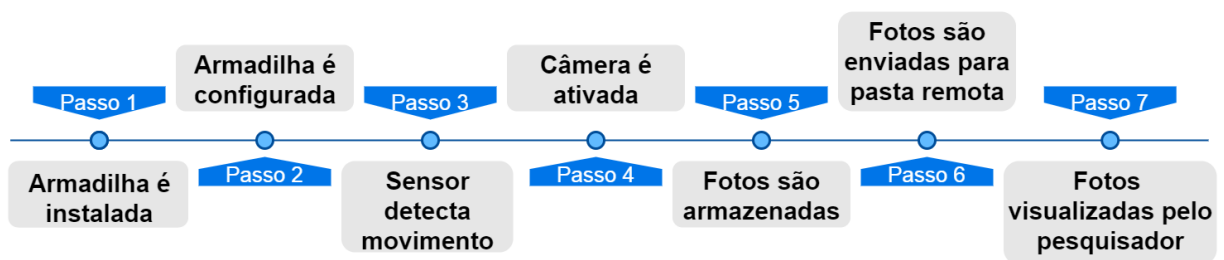 Passo 1
Armadilha é
instalada
Armadilha é
configurada
Passo 2
Passo 3
Sensor
detecta
movimento
Câmera é
ativada
Passo 4
Passo 5
Fotos são
armazenadas
Fotos são
enviadas para
pasta remota
Passo 6
Passo 7
Fotos
visualizadas pelo
pesquisador